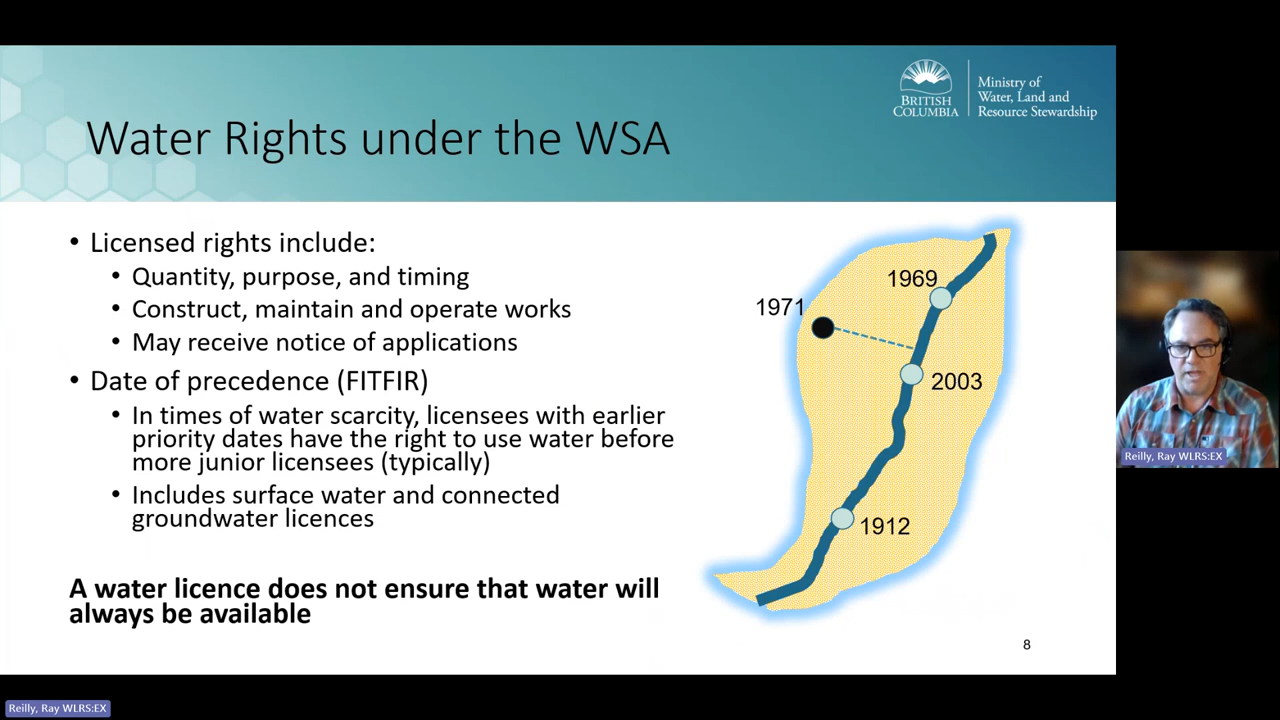 BRITISH
COLUMBIA
Ministry of
Water, Land and
Resource Stewardship
Water Rights under the WSA
• Licensed rights include:
• Quantity, purpose, and timing
• Construct, maintain and operate works
• May receive notice of applications
• Date of precedence (FITFIR)
• In times of water scarcity, licensees with earlier
priority dates have the right to use water before
more junior licensees (typically)
• Includes surface water and connected
groundwater licences
A water licence does not ensure that water will
always be available
1969
1971
2003
1912
8
Reilly, Ray WLRS:EX
Reilly, Ray WLRS:EX